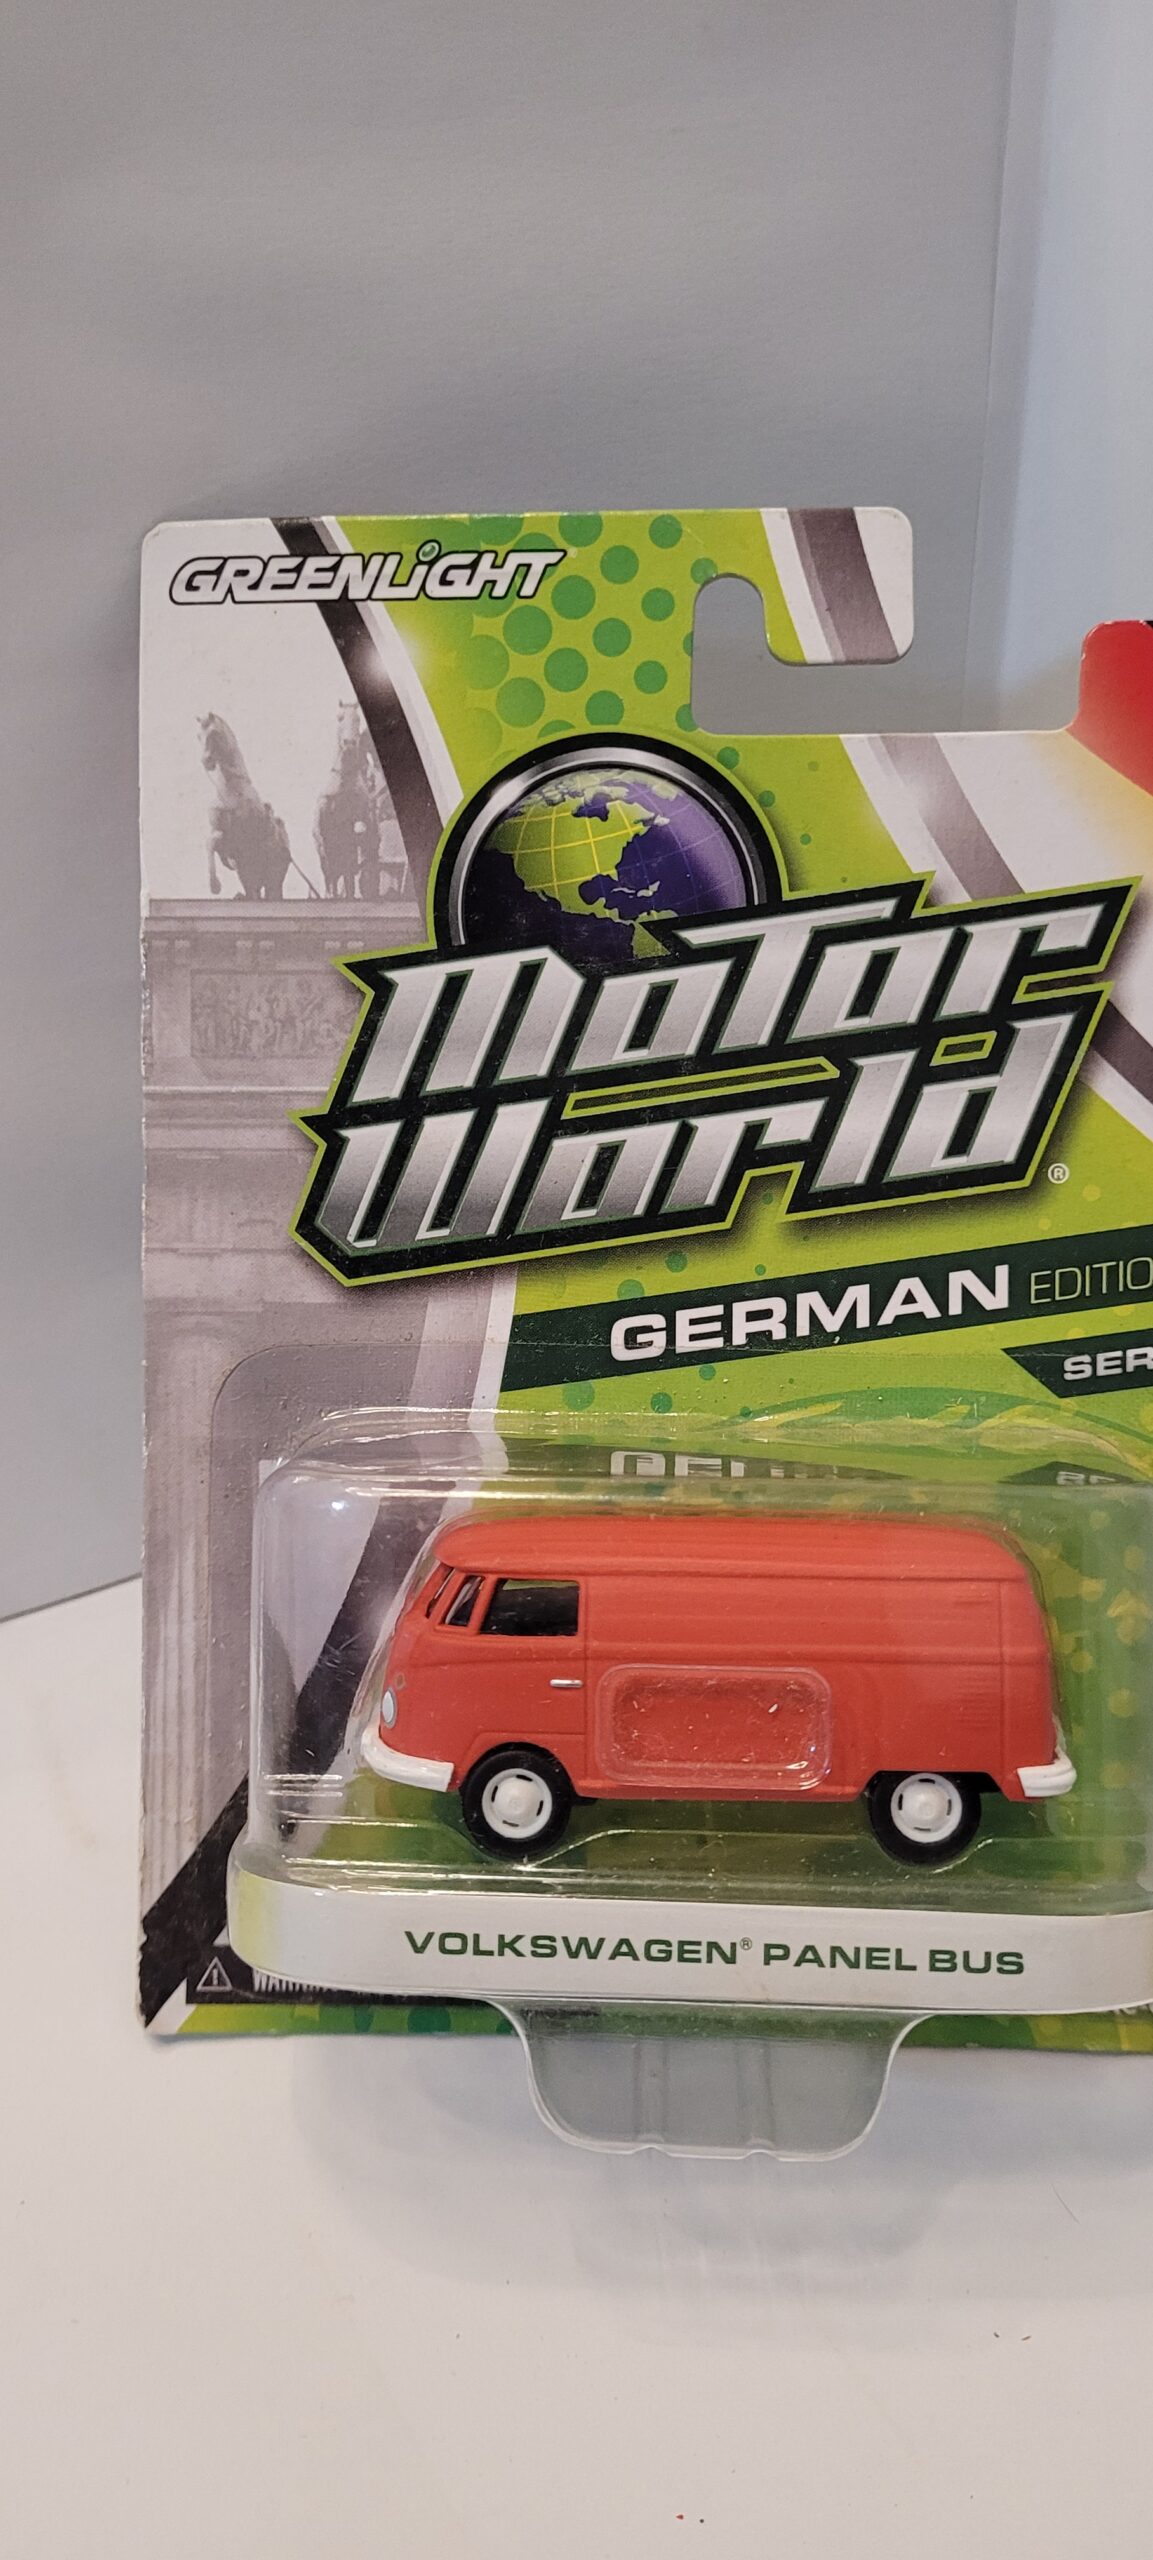 GREENLiGHT
MoTor
World®
GERMAN EDITIO
SER
VOLKSWAGEN® PANEL BUS